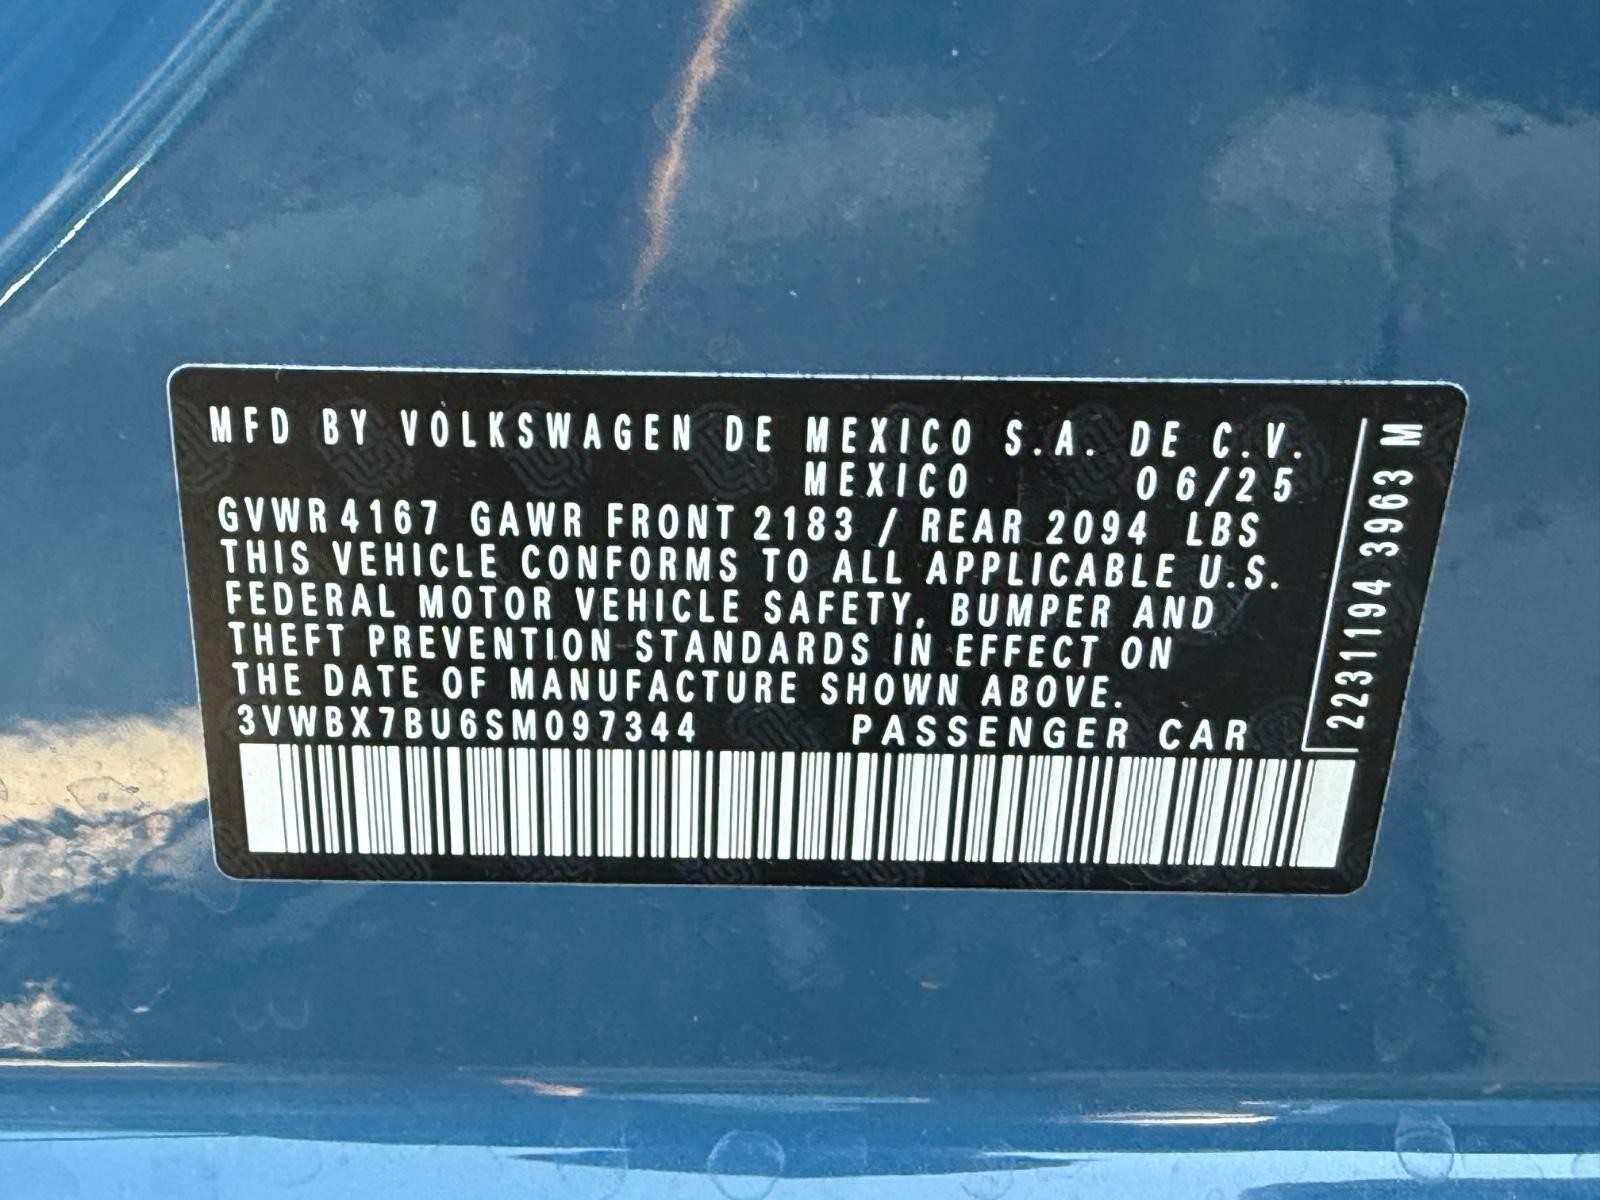 MFD BY VOLKSWAGEN DE MEXICO S.A. DE C.V.
MEXICO 06/25
GVWR 4167 GAWR FRONT 2183 / REAR 2094 LBS
THIS VEHICLE CONFORMS TO ALL APPLICABLE U.S.
FEDERAL MOTOR VEHICLE SAFETY, BUMPER AND
THEFT PREVENTION STANDARDS IN EFFECT ON
THE DATE OF MANUFACTURE SHOWN ABOVE.
3VWBX7BU6SM097344 PASSENGER CAR
2231194 3963 M